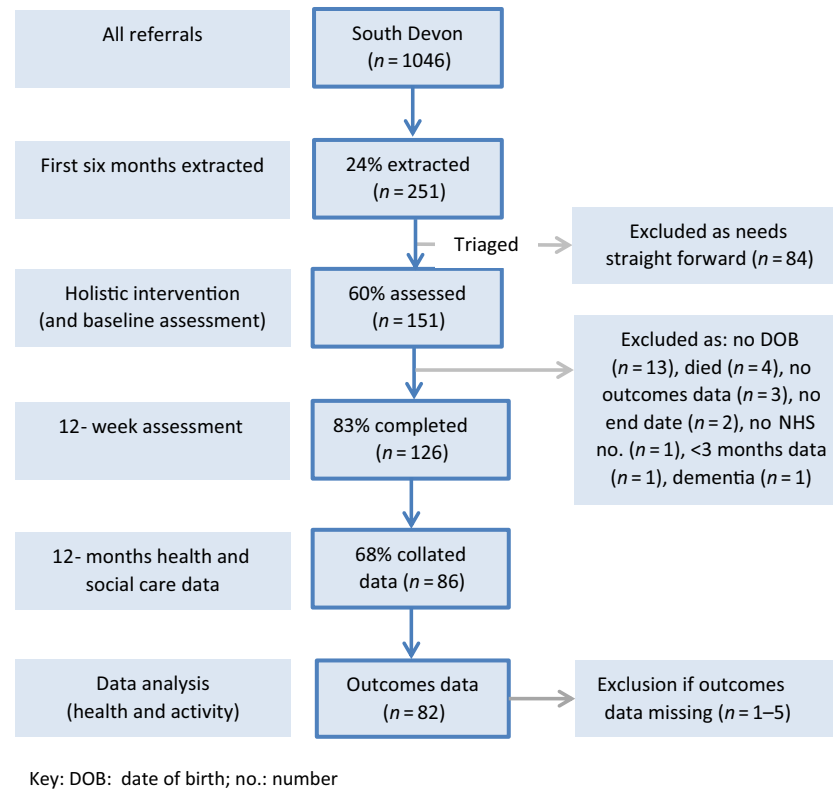 All referrals
South Devon
(n = 1046)
First six months extracted
24% extracted
(n = 251)
Triaged
Excluded as needs
straight forward (n = 84)
Holistic intervention
(and baseline assessment)
60% assessed
(n = 151)
Excluded as: no DOB
(n = 13), died (n = 4), no
outcomes data (n = 3), no
end date (n = 2), no NHS
no. (n = 1), <3 months data
(n = 1), dementia (n = 1)
12- week assessment
83% completed
(n = 126)
12- months health and
social care data
68% collated
data (n = 86)
Data analysis
(health and activity)
Outcomes data
(n = 82)
Exclusion if outcomes
data missing (n = 1–5)
Key: DOB: date of birth; no.: number